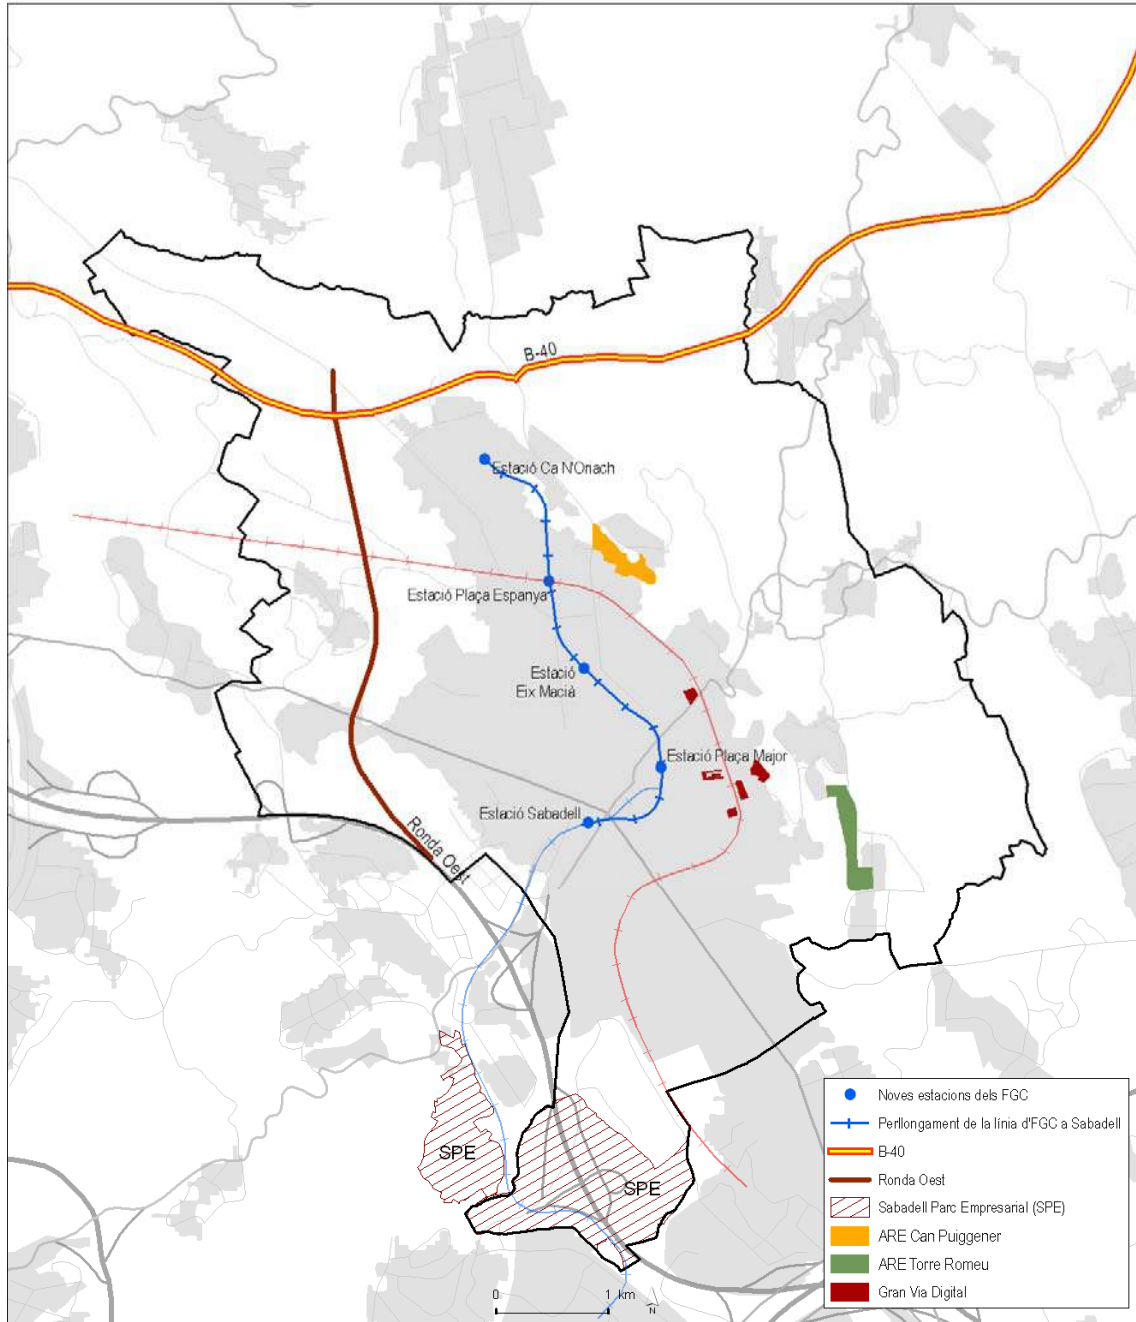 B-40
Estació Ca N'Oriach
Estació Plaça Espanya
Estació
Eix Macià
Estació Plaça Major
Estació Sabadell
Ronda Oest
SPE
SPE
Noves estacions dels FGC
Perllongament de la línia d'FGC a Sabadell
B-40
Ronda Oest
Sabadell Parc Empresarial (SPE)
ARE Can Puiggener
ARE Torre Romeu
Gran Via Digital
0 1 km
N